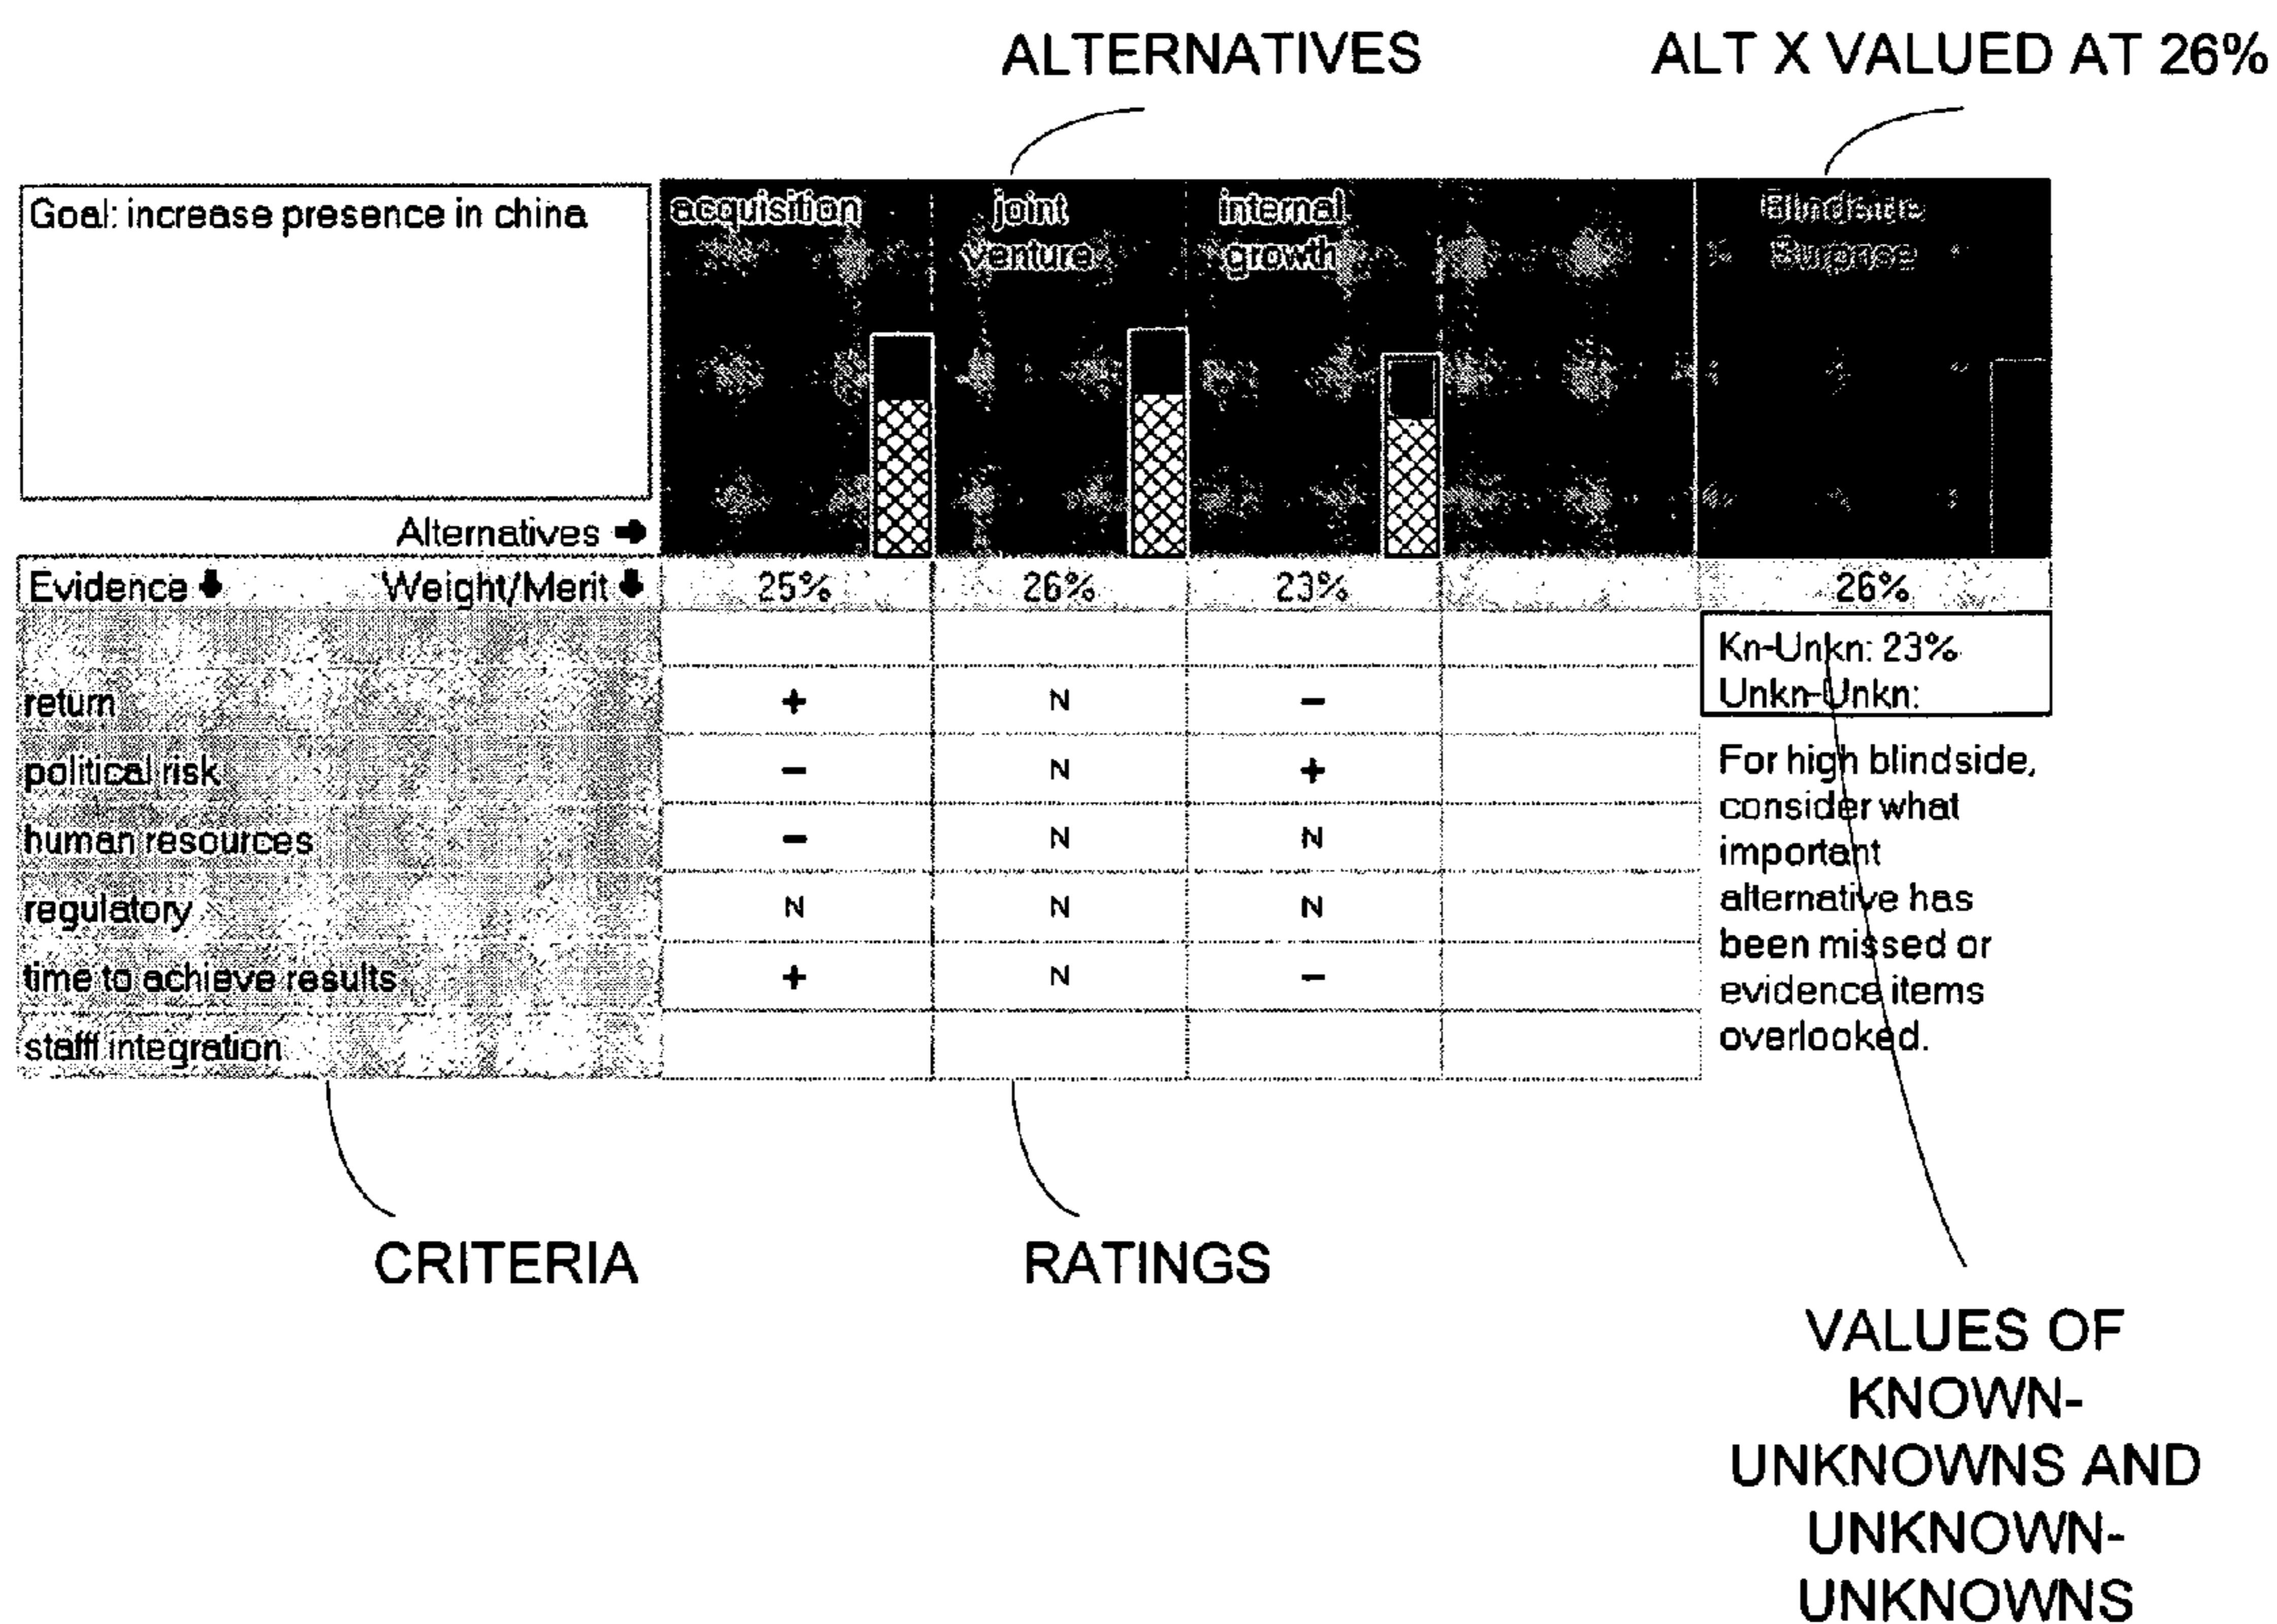 ALTERNATIVES
ALT X VALUED AT 26%
Goal: increase presence in china
acquisition
joint
venture
internal
growth
Blindside
Surprise
Alternatives
Evidence Weight/Merit 25% 26% 23% 26%
Kn-Unkn: 23%
Unkn-Unkn:
return + N -
political risk - N +
human resources - N N
regulatory N N N
time to achieve results + N -
stafff integration
For high blindside,
consider what
important
alternative has
been missed or
evidence items
overlooked.
CRITERIA
RATINGS
VALUES OF
KNOWN-
UNKNOWNS AND
UNKNOWN-
UNKNOWNS